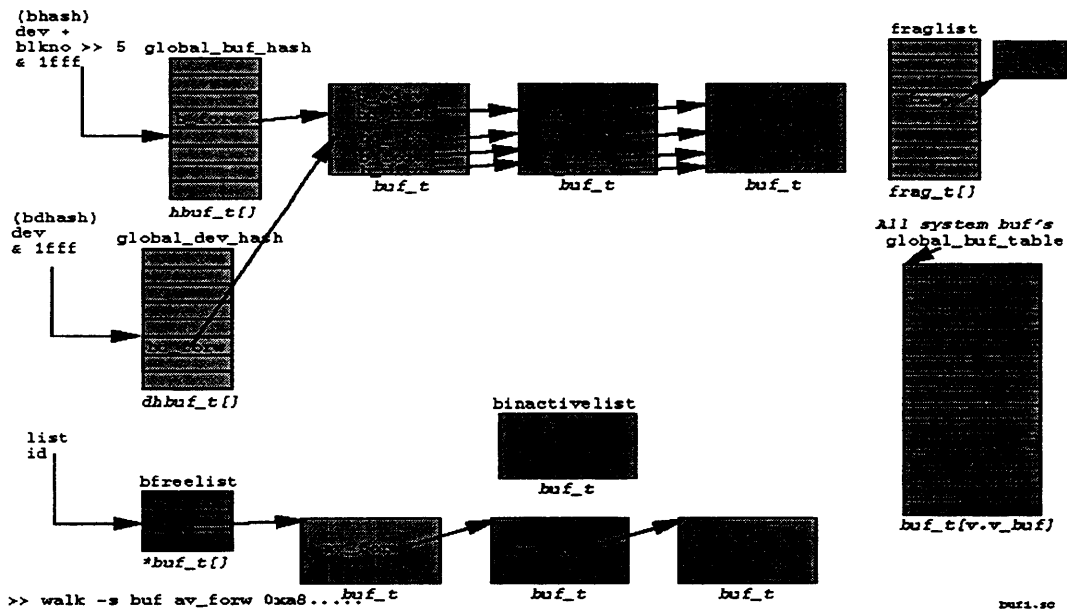 (bhash)
dev +
blkno >> 5
& 1fff
global_buf_hash
hbuf_t[]
buf_t
buf_t
buf_t
fraglist
frag_t[]
(bdhash)
dev
& 1fff
global_dev_hash
dhbuf_t[]
All system buf's
global_buf_table
buf_t[v.v_buf]
binactivelist
buf_t
list
id
bfreelist
*buf_t[]
buf_t
buf_t
buf_t
>> walk -s buf av_forw 0xa8.....
buf1.sc